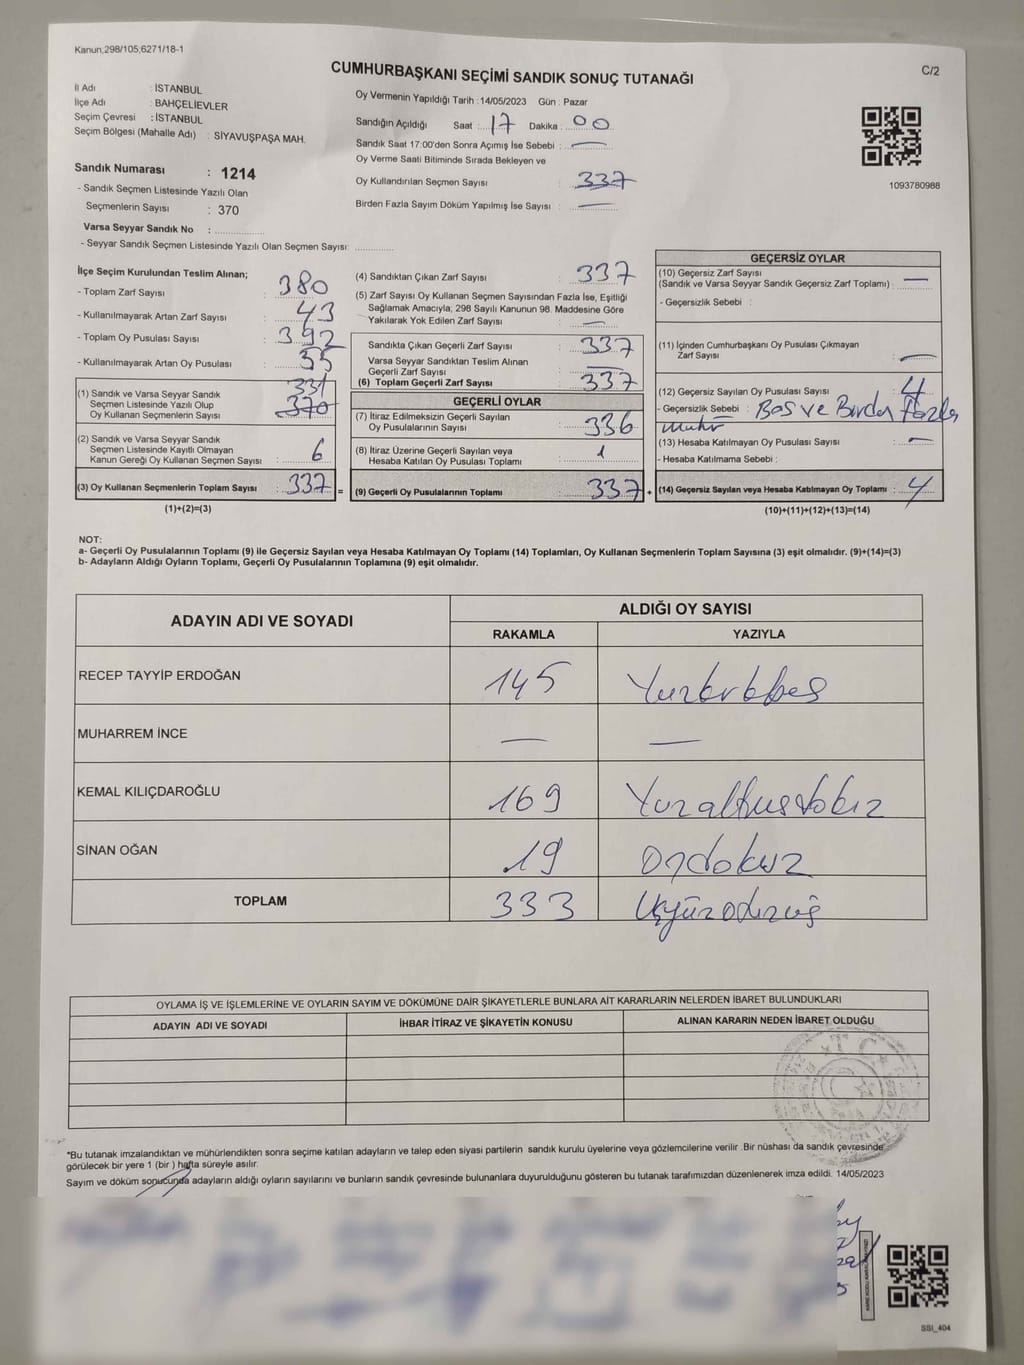 Kanun;298/105;6271/18-1
C/2
CUMHURBAŞKANI SEÇİMİ SANDIK SONUÇ TUTANAĞI
İl Adı : İSTANBUL
İlçe Adı : BAHÇELİEVLER
Seçim Çevresi : İSTANBUL
Seçim Bölgesi (Mahalle Adı) : SİYAVUŞPAŞA MAH.
Sandık Numarası : 1214
- Sandık Seçmen Listesinde Yazılı Olan
Seçmenlerin Sayısı : 370
Varsa Seyyar Sandık No :
- Seyyar Sandık Seçmen Listesinde Yazılı Olan Seçmen Sayısı:
Oy Vermenin Yapıldığı Tarih :14/05/2023 Gün : Pazar
Sandığın Açıldığı Saat : 17 Dakika : 00
Sandık Saat 17:00'den Sonra Açımış İse Sebebi : —
Oy Verme Saati Bitiminde Sırada Bekleyen ve
Oy Kullandırılan Seçmen Sayısı : 337
Birden Fazla Sayım Döküm Yapılmış İse Sayısı : —
1093780988
İlçe Seçim Kurulundan Teslim Alınan;
- Toplam Zarf Sayısı : 380
- Kullanılmayarak Artan Zarf Sayısı : 43
- Toplam Oy Pusulası Sayısı : 392
- Kullanılmayarak Artan Oy Pusulası : 55
(1) Sandık ve Varsa Seyyar Sandık
Seçmen Listesinde Yazılı Olup
Oy Kullanan Seçmenlerin Sayısı : 331
370
(2) Sandık ve Varsa Seyyar Sandık
Seçmen Listesinde Kayıtlı Olmayan
Kanun Gereği Oy Kullanan Seçmen Sayısı : 6
(3) Oy Kullanan Seçmenlerin Toplam Sayısı : 337 =
(1)+(2)=(3)
(4) Sandıktan Çıkan Zarf Sayısı : 337
(5) Zarf Sayısı Oy Kullanan Seçmen Sayısından Fazla İse, Eşitliği
Sağlamak Amacıyla; 298 Sayılı Kanunun 98. Maddesine Göre
Yakılarak Yok Edilen Zarf Sayısı : —
Sandıkta Çıkan Geçerli Zarf Sayısı : 337
Varsa Seyyar Sandıktan Teslim Alınan
Geçerli Zarf Sayısı : —
(6) Toplam Geçerli Zarf Sayısı : 337
GEÇERLİ OYLAR
(7) İtiraz Edilmeksizin Geçerli Sayılan
Oy Pusulalarının Sayısı : 336
(8) İtiraz Üzerine Geçerli Sayılan veya
Hesaba Katılan Oy Pusulası Toplamı : 1
(9) Geçerli Oy Pusulalarının Toplamı : 337 +
GEÇERSİZ OYLAR
(10) Geçersiz Zarf Sayısı
(Sandık ve Varsa Seyyar Sandık Geçersiz Zarf Toplamı) : —
- Geçersizlik Sebebi :
(11) İçinden Cumhurbaşkanı Oy Pusulası Çıkmayan
Zarf Sayısı : —
(12) Geçersiz Sayılan Oy Pusulası Sayısı : 4
- Geçersizlik Sebebi : Boş ve Birden fazla
mühr
(13) Hesaba Katılmayan Oy Pusulası Sayısı : —
- Hesaba Katılmama Sebebi :
(14) Geçersiz Sayılan veya Hesaba Katılmayan Oy Toplamı : 4
(10)+(11)+(12)+(13)=(14)
NOT:
a- Geçerli Oy Pusulalarının Toplamı (9) ile Geçersiz Sayılan veya Hesaba Katılmayan Oy Toplamı (14) Toplamları, Oy Kullanan Seçmenlerin Toplam Sayısına (3) eşit olmalıdır. (9)+(14)=(3)
b- Adayların Aldığı Oyların Toplamı, Geçerli Oy Pusulalarının Toplamına (9) eşit olmalıdır.
ADAYIN ADI VE SOYADI
ALDIĞI OY SAYISI
RAKAMLA YAZIYLA
RECEP TAYYİP ERDOĞAN 145 Yüzkırkbeş
MUHARREM İNCE — —
KEMAL KILIÇDAROĞLU 169 Yüzaltmışdokuz
SİNAN OĞAN 19 Ondokuz
TOPLAM 333 Üçyüzotuzüç
OYLAMA İŞ VE İŞLEMLERİNE VE OYLARIN SAYIM VE DÖKÜMÜNE DAİR ŞİKAYETLERLE BUNLARA AİT KARARLARIN NELERDEN İBARET BULUNDUKLARI
ADAYIN ADI VE SOYADI İHBAR İTİRAZ VE ŞİKAYETİN KONUSU ALINAN KARARIN NEDEN İBARET OLDUĞU
T.C.
*Bu tutanak imzalandıktan ve mühürlendikten sonra seçime katılan adayların ve talep eden siyasi partilerin sandık kurulu üyelerine veya gözlemcilerine verilir. Bir nüshası da sandık çevresinde
görülecek bir yere 1 (bir ) hafta süreyle asılır.
Sayım ve döküm sonucunda adayların aldığı oyların sayılarını ve bunların sandık çevresinde bulunanlara duyurulduğunu gösteren bu tutanak tarafımızdan düzenlenerek imza edildi. 14/05/2023
SSI_404